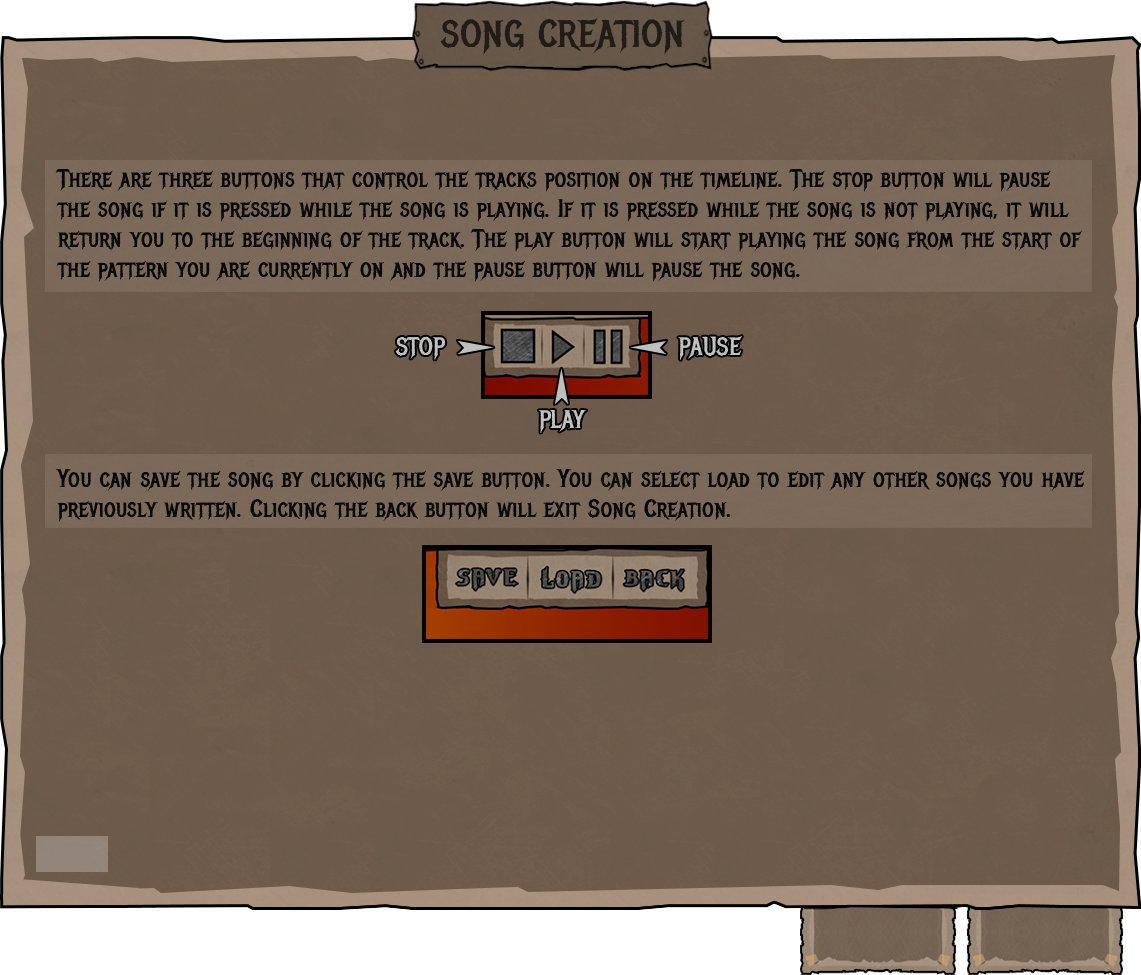 SONG CREATION
There are three buttons that control the tracks position on the timeline. The stop button will pause
the song if it is pressed while the song is playing. If it is pressed while the song is not playing, it will
return you to the beginning of the track. The play button will start playing the song from the start of
the pattern you are currently on and the pause button will pause the song.
STOP
PAUSE
PLAY
You can save the song by clicking the save button. You can select load to edit any other songs you have
previously written. Clicking the back button will exit Song Creation.
SAVE LOAD BACK